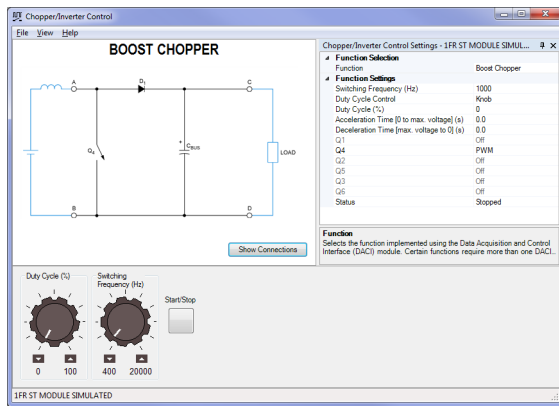 Chopper/Inverter Control
File View Help
BOOST CHOPPER
A
D1
C
Q4
+
CBUS
LOAD
B
D
Show Connections
Chopper/Inverter Control Settings - 1FR ST MODULE SIMUL...
Function Selection
Function Boost Chopper
Function Settings
Switching Frequency (Hz) 1000
Duty Cycle Control Knob
Duty Cycle (%) 0
Acceleration Time [0 to max. voltage] (s) 0.0
Deceleration Time [max. voltage to 0] (s) 0.0
Q1 Off
Q4 PWM
Q2 Off
Q5 Off
Q3 Off
Q6 Off
Status Stopped
Function
Selects the function implemented using the Data Acquisition and Control
Interface (DACI) module. Certain functions require more than one DACI...
Duty Cycle (%)
0 100
Switching
Frequency (Hz)
400 20000
Start/Stop
1FR ST MODULE SIMULATED